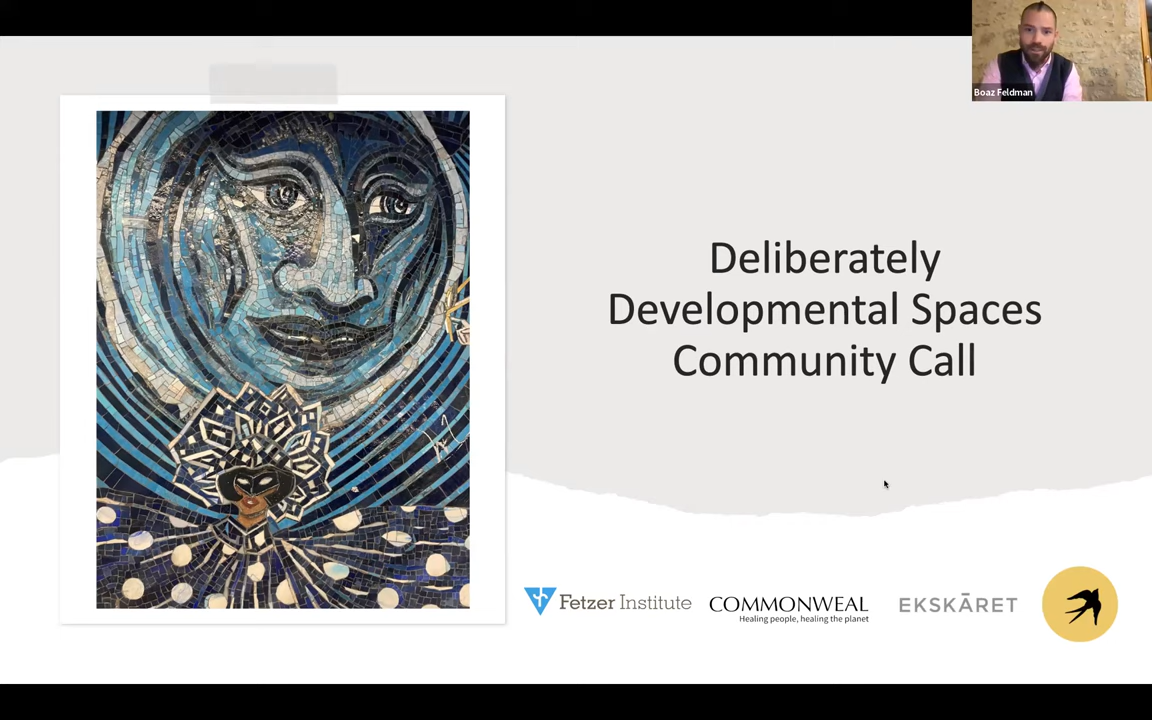 Boaz Feldman
Deliberately
Developmental Spaces
Community Call
Fetzer Institute
COMMONWEAL
Healing people, healing the planet
EKSKÄRET